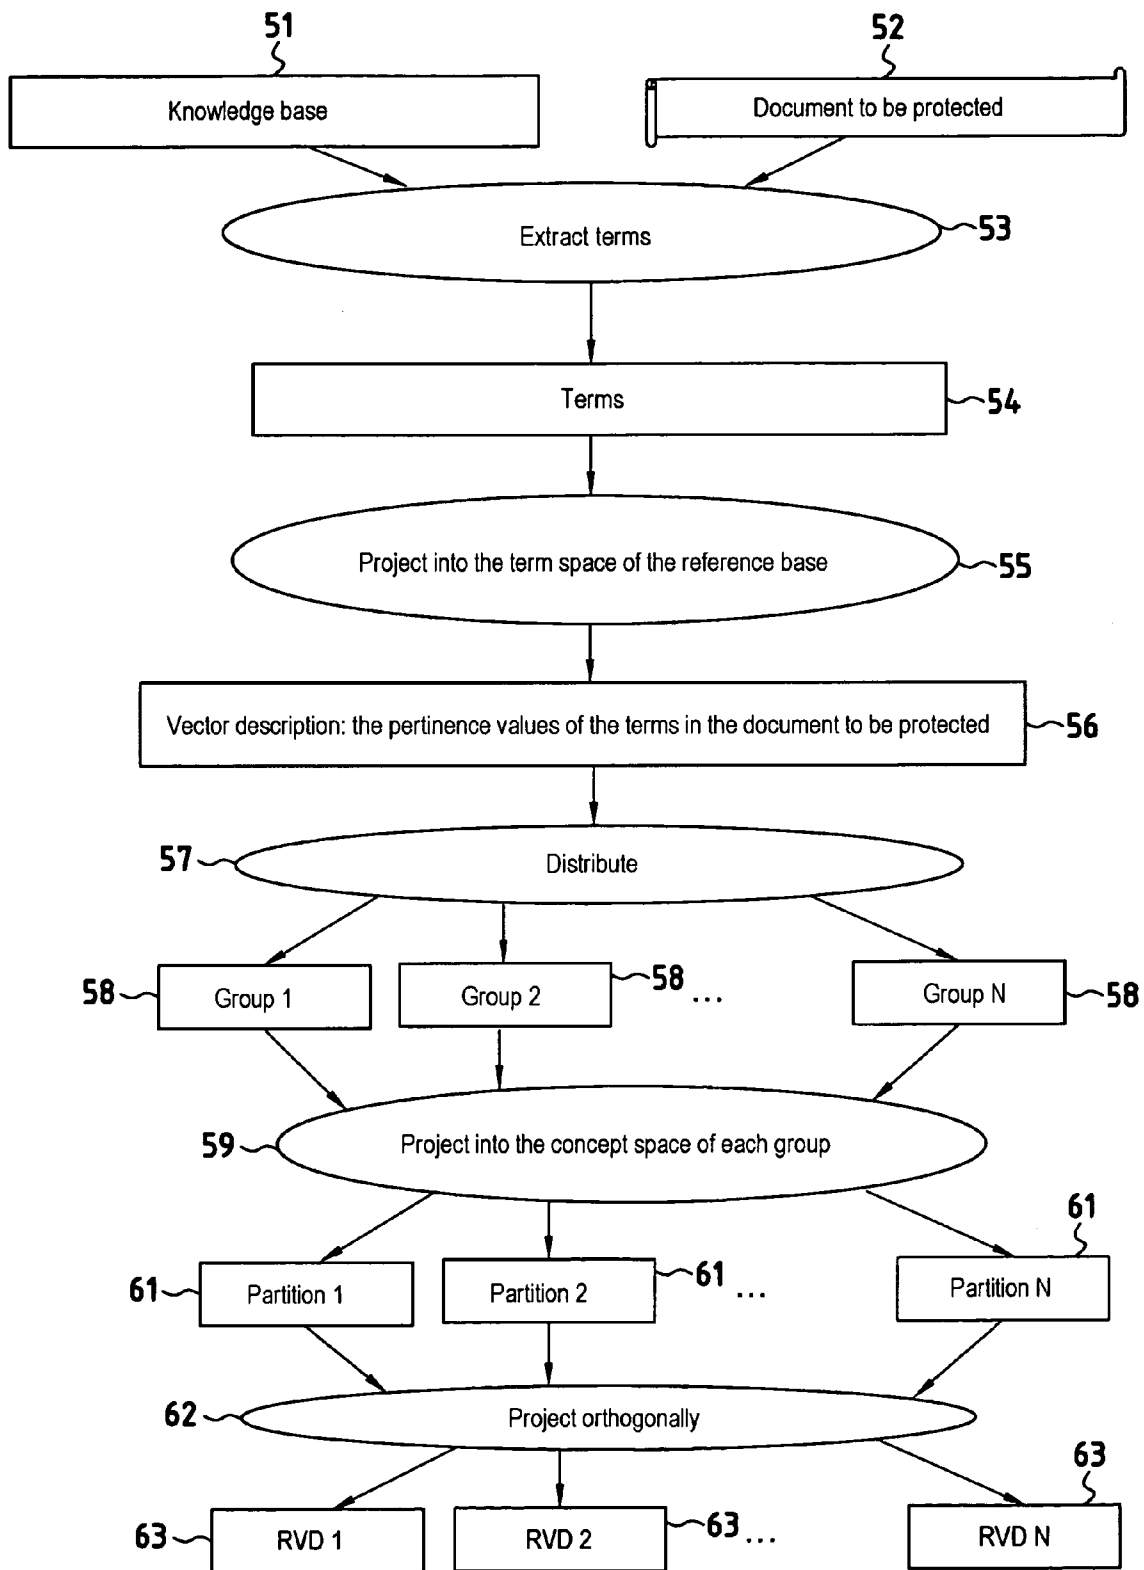 51
52
Knowledge base
Document to be protected
Extract terms
53
Terms
54
Project into the term space of the reference base
55
Vector description: the pertinence values of the terms in the document to be protected
56
57
Distribute
58
Group 1
Group 2
58
...
Group N
58
59
Project into the concept space of each group
61
61
Partition 1
Partition 2
61
...
Partition N
62
Project orthogonally
63
63
RVD 1
RVD 2
63
...
RVD N